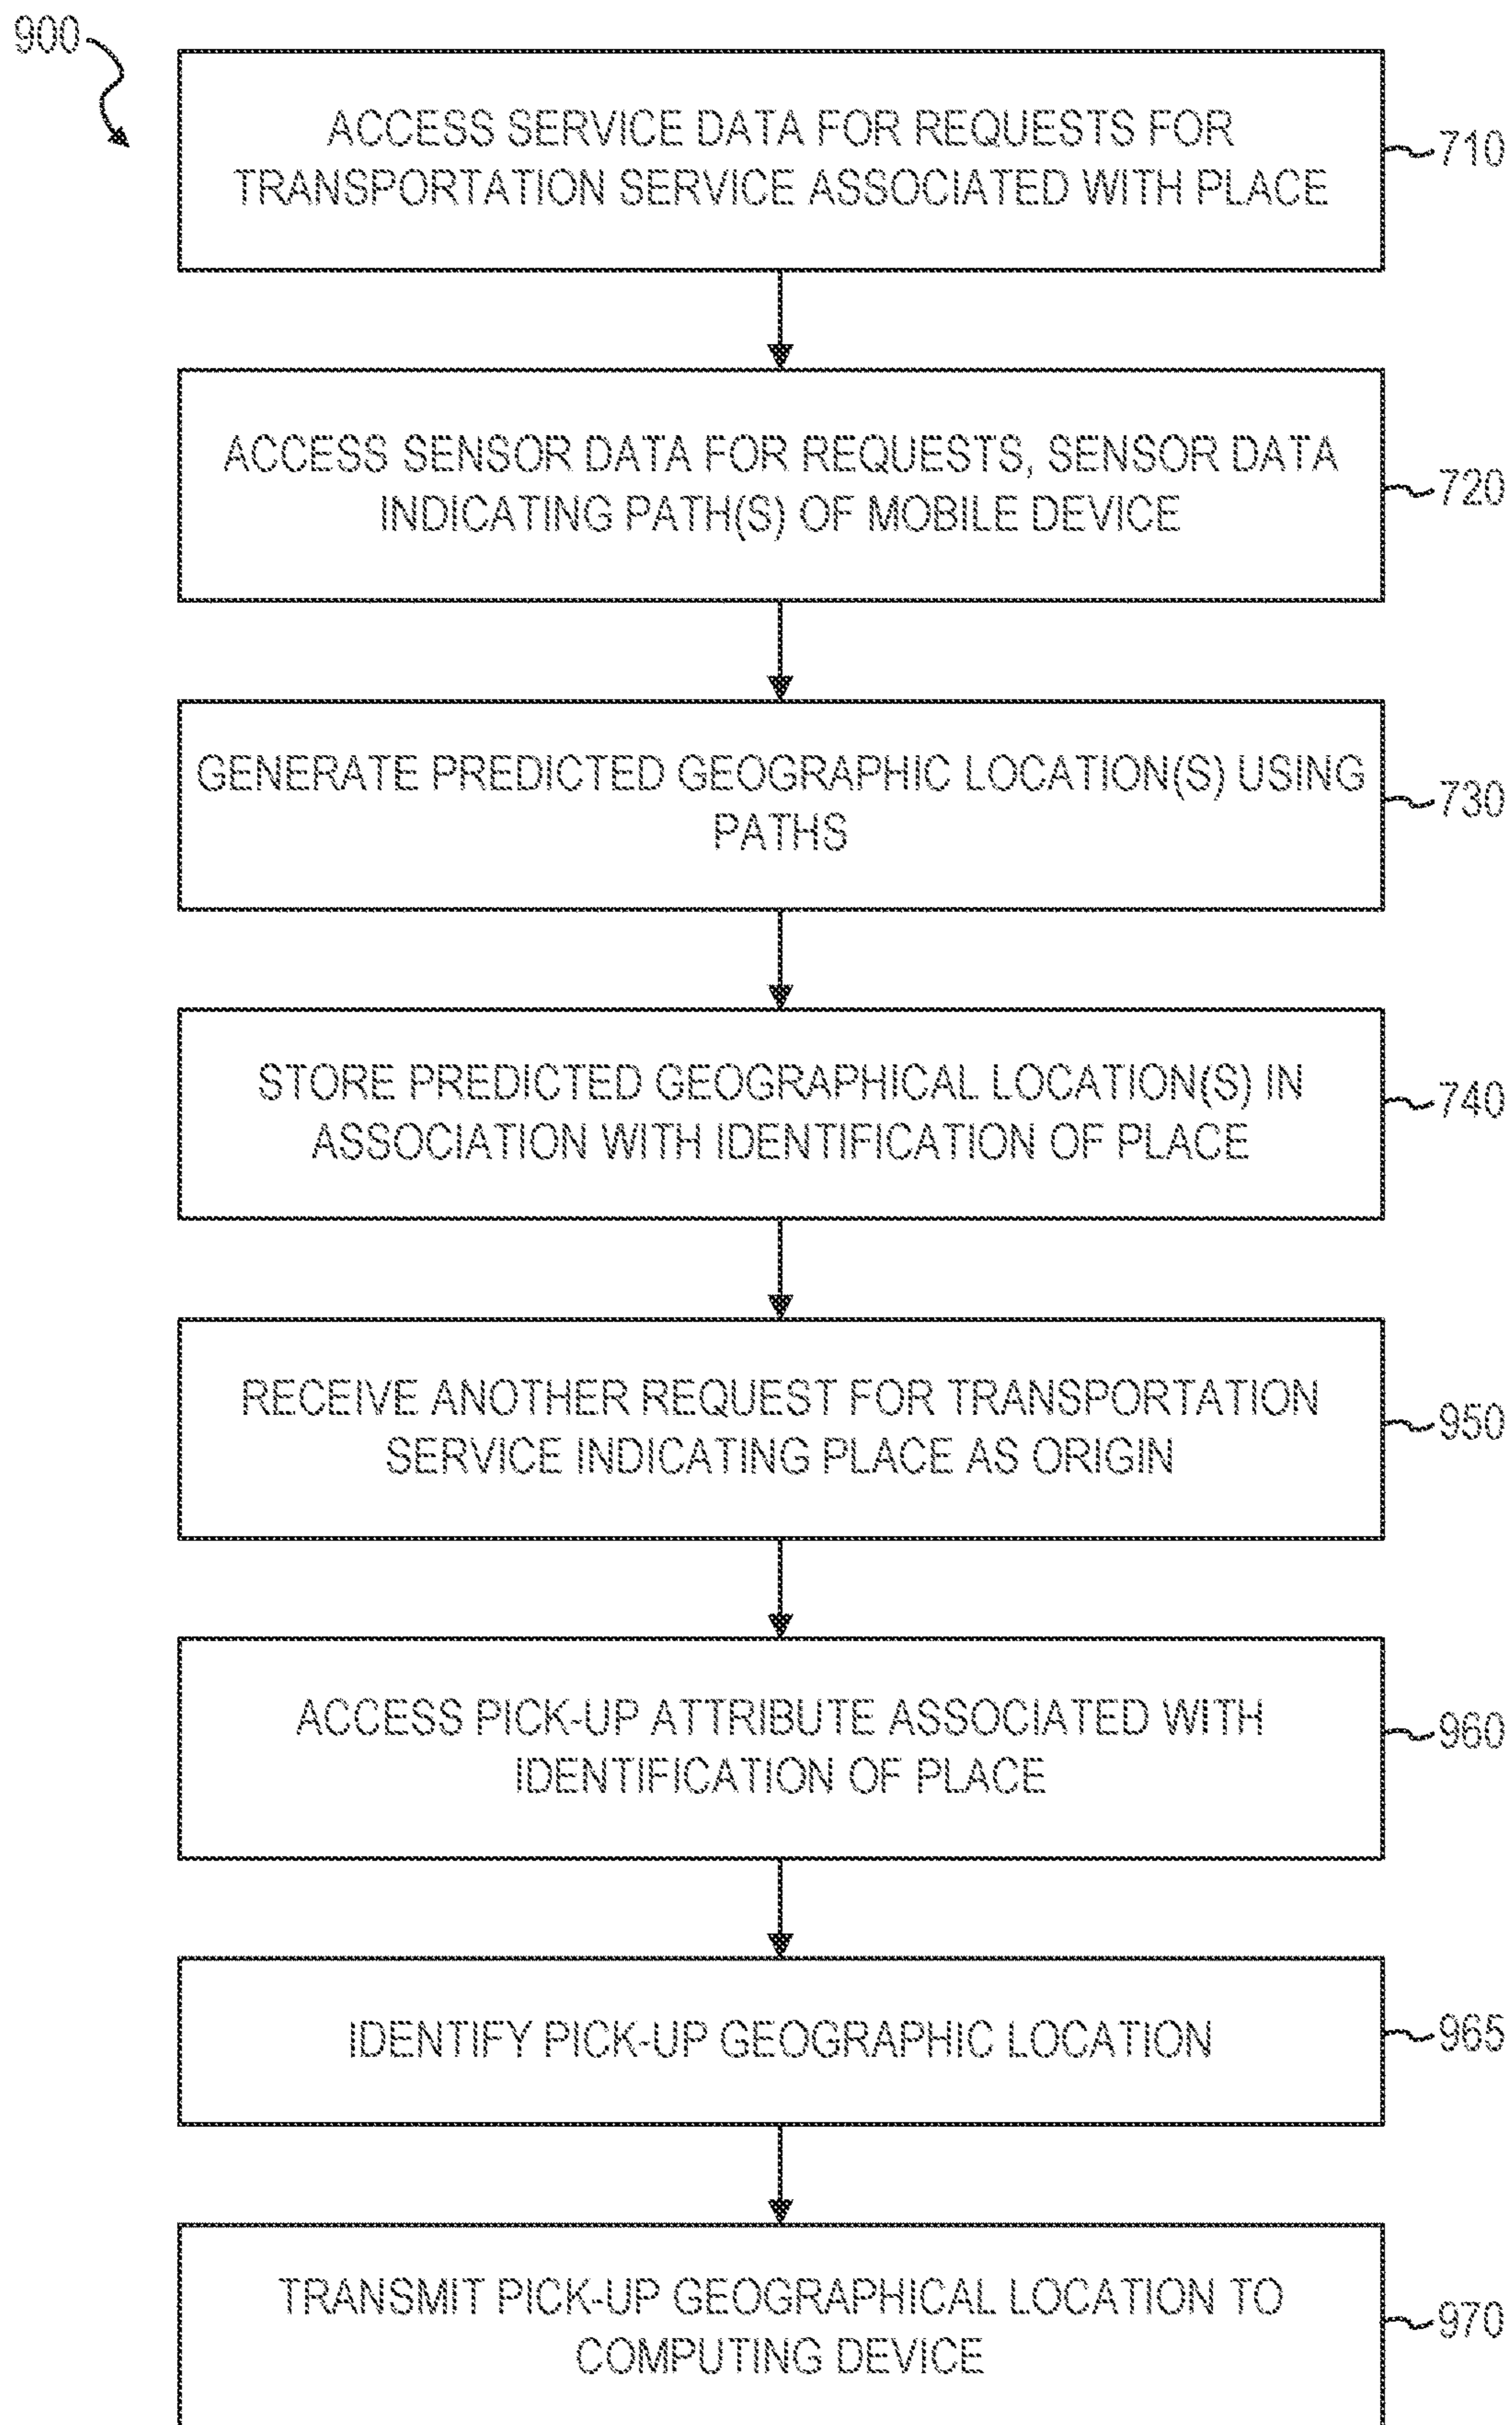 900
ACCESS SERVICE DATA FOR REQUESTS FOR
TRANSPORTATION SERVICE ASSOCIATED WITH PLACE
710
ACCESS SENSOR DATA FOR REQUESTS, SENSOR DATA
INDICATING PATH(S) OF MOBILE DEVICE
720
GENERATE PREDICTED GEOGRAPHIC LOCATION(S) USING
PATHS
730
STORE PREDICTED GEOGRAPHICAL LOCATION(S) IN
ASSOCIATION WITH IDENTIFICATION OF PLACE
740
RECEIVE ANOTHER REQUEST FOR TRANSPORTATION
SERVICE INDICATING PLACE AS ORIGIN
950
ACCESS PICK-UP ATTRIBUTE ASSOCIATED WITH
IDENTIFICATION OF PLACE
960
IDENTIFY PICK-UP GEOGRAPHIC LOCATION
965
TRANSMIT PICK-UP GEOGRAPHICAL LOCATION TO
COMPUTING DEVICE
970